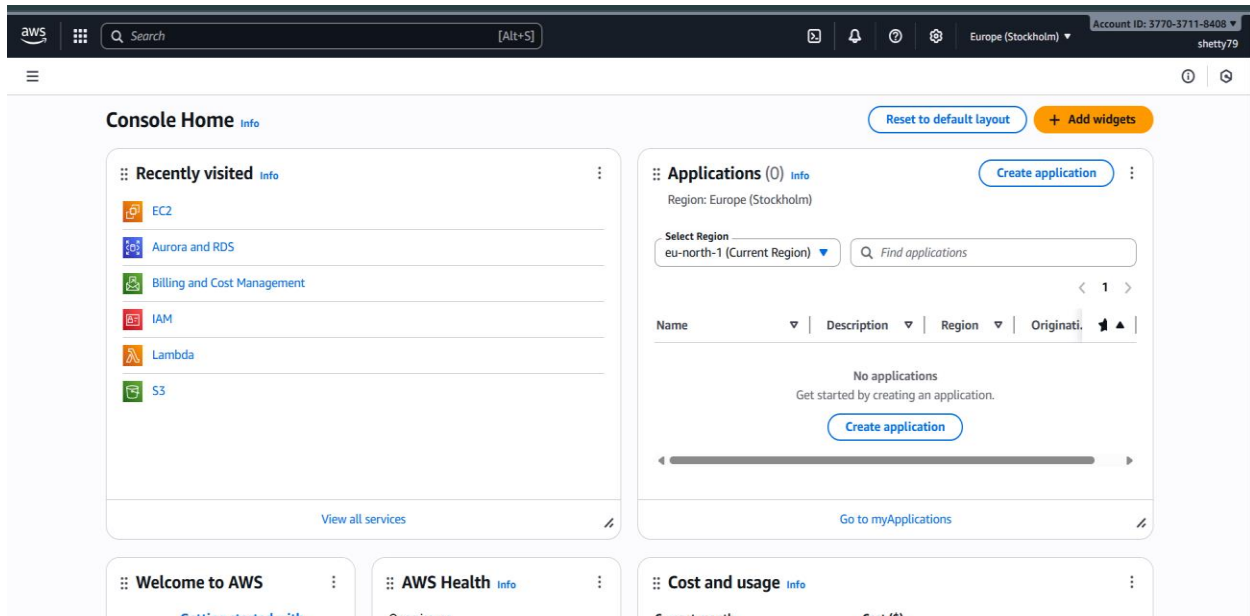 aws
Search [Alt+S]
Europe (Stockholm) ▼
Account ID: 3770-3711-8408 ▼
shetty79
Console Home Info
Reset to default layout
+ Add widgets
Recently visited Info
EC2
Aurora and RDS
Billing and Cost Management
IAM
Lambda
S3
View all services
Applications (0) Info
Create application
Region: Europe (Stockholm)
Select Region
eu-north-1 (Current Region) ▼
Find applications
< 1 >
Name Description Region Originati.
No applications
Get started by creating an application.
Create application
Go to myApplications
Welcome to AWS
AWS Health Info
Cost and usage Info
Getting started with
Cost ($)